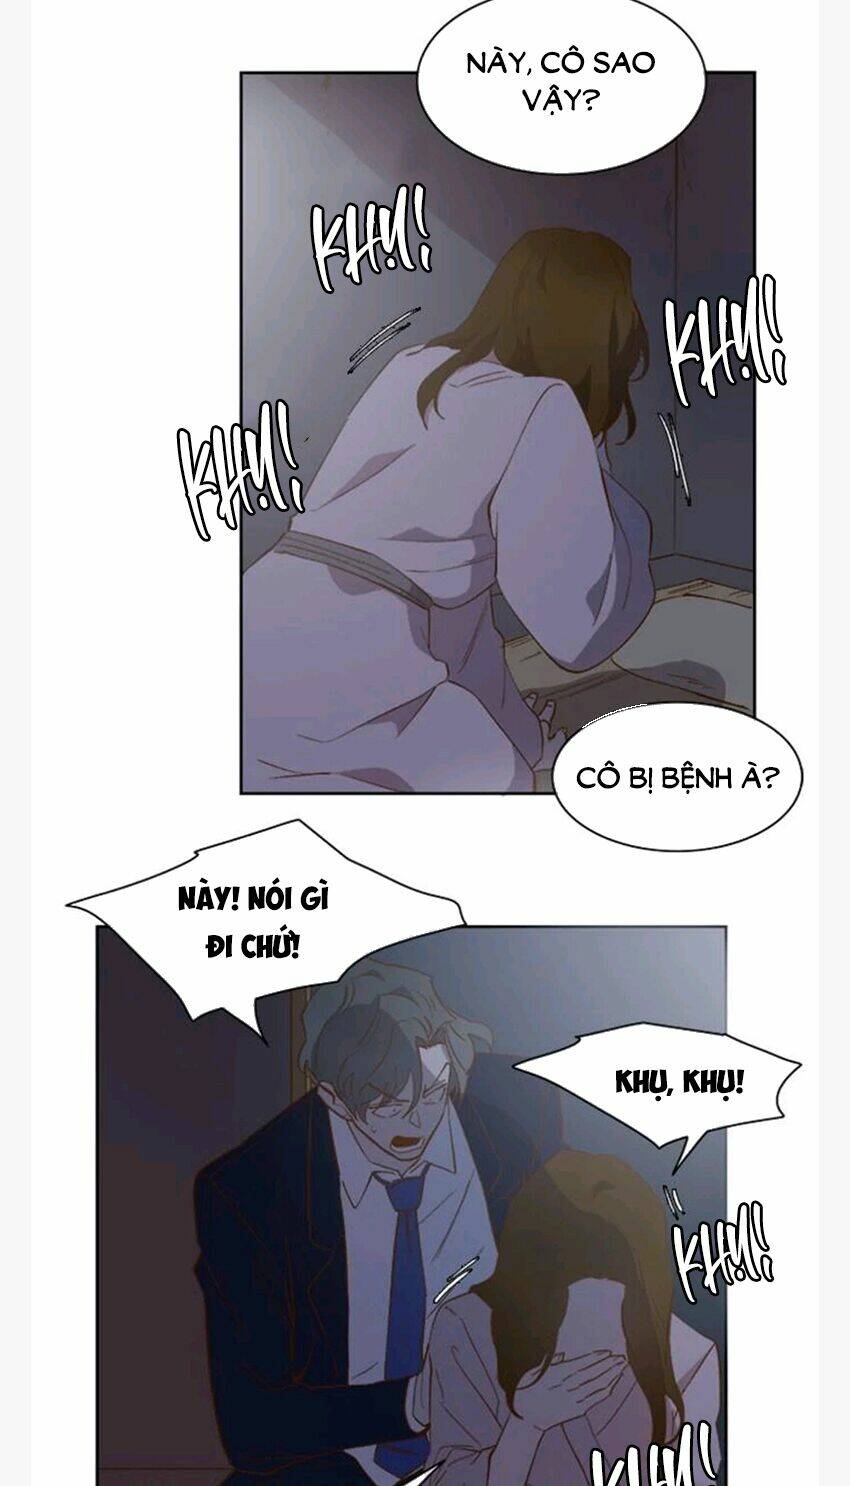 NÀY, CÔ SAO
VẬY?
KHỤ!
KHỤ!
KHỤ!
CÔ BỊ BỆNH À?
NÀY! NÓI GÌ
ĐI CHỨ!
KHỤ, KHỤ!
KHỤ!